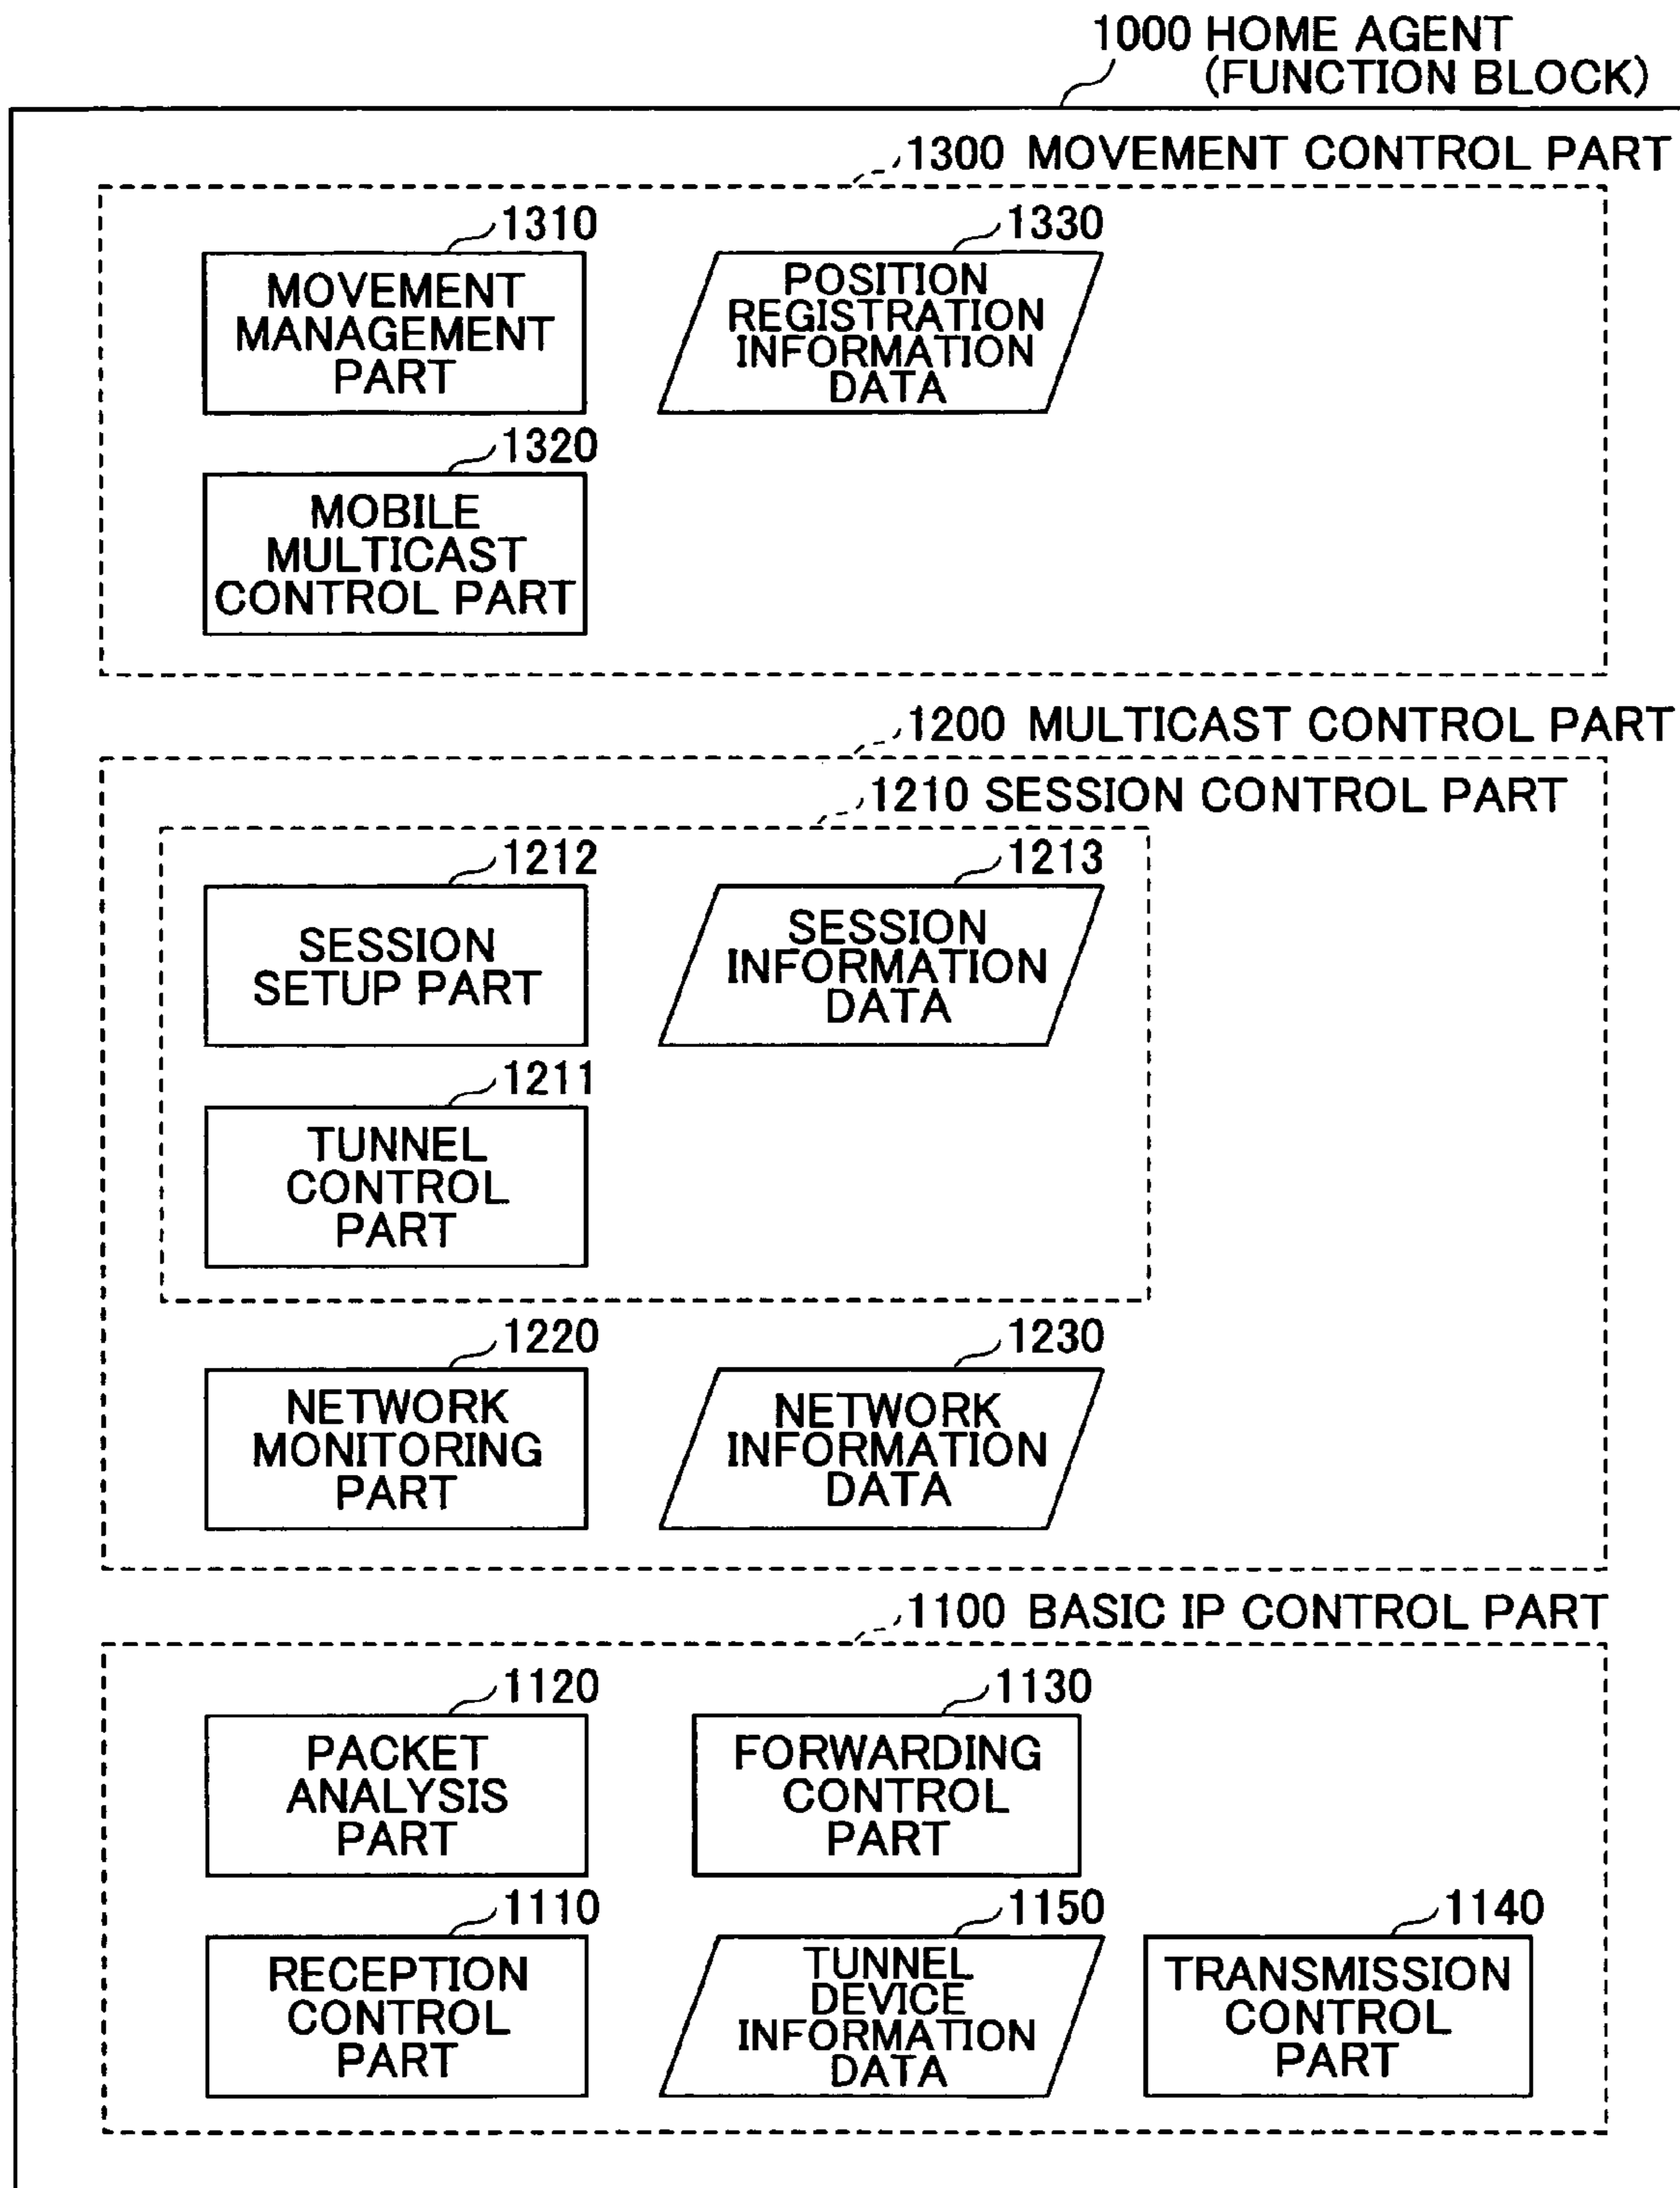 1000 HOME AGENT
(FUNCTION BLOCK)
1300 MOVEMENT CONTROL PART
1310
MOVEMENT
MANAGEMENT
PART
1330
POSITION
REGISTRATION
INFORMATION
DATA
1320
MOBILE
MULTICAST
CONTROL PART
1200 MULTICAST CONTROL PART
1210 SESSION CONTROL PART
1212
SESSION
SETUP PART
1213
SESSION
INFORMATION
DATA
1211
TUNNEL
CONTROL
PART
1220
NETWORK
MONITORING
PART
1230
NETWORK
INFORMATION
DATA
1100 BASIC IP CONTROL PART
1120
PACKET
ANALYSIS
PART
1130
FORWARDING
CONTROL
PART
1110
RECEPTION
CONTROL
PART
1150
TUNNEL
DEVICE
INFORMATION
DATA
1140
TRANSMISSION
CONTROL
PART